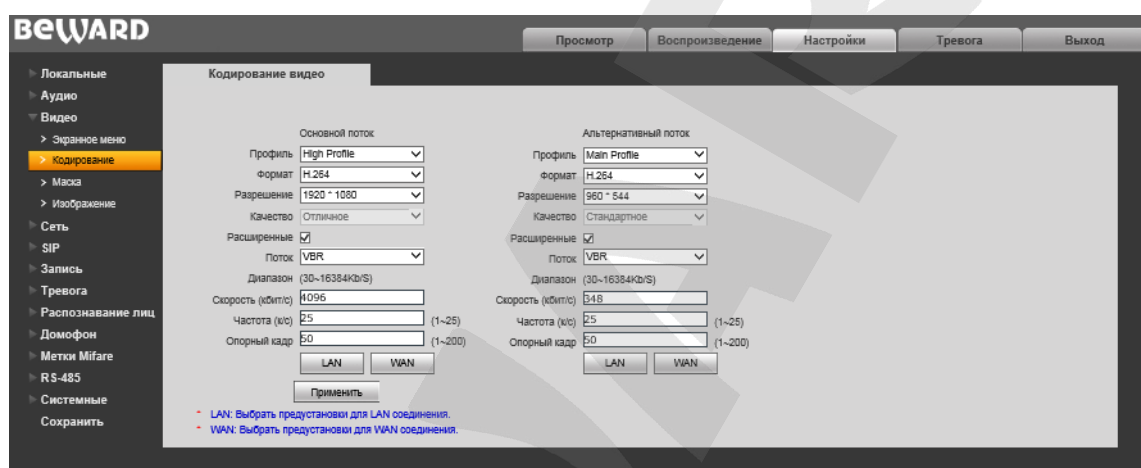 BEWARD
Просмотр Воспроизведение Настройки Тревога Выход
Локальные
Аудио
Видео
> Экранное меню
> Кодирование
> Маска
> Изображение
Сеть
SIP
Запись
Тревога
Распознавание лиц
Домофон
Метки Mifare
RS-485
Системные
Сохранить
Кодирование видео
Основной поток
Профиль High Profile
Формат H.264
Разрешение 1920 * 1080
Качество Отличное
Расширенные
Поток VBR
Диапазон (30~16384Kb/S)
Скорость (кбит/с) 4096
Частота (к/с) 25 (1~25)
Опорный кадр 50 (1~200)
LAN WAN
Альтернативный поток
Профиль Main Profile
Формат H.264
Разрешение 960 * 544
Качество Стандартное
Расширенные
Поток VBR
Диапазон (30~16384Kb/S)
Скорость (кбит/с) 348
Частота (к/с) 25 (1~25)
Опорный кадр 50 (1~200)
LAN WAN
Применить
* LAN: Выбрать предустановки для LAN соединения.
* WAN: Выбрать предустановки для WAN соединения.